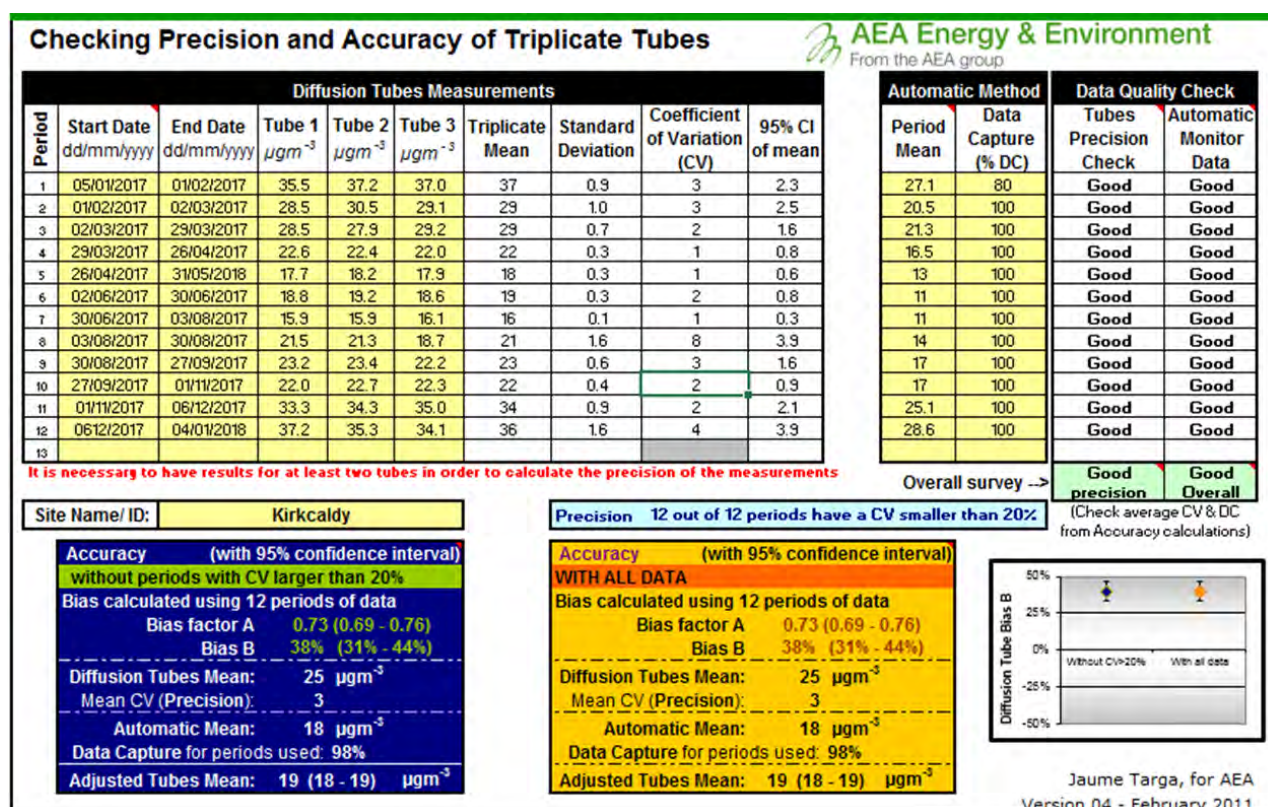 Checking Precision and Accuracy of Triplicate Tubes
AEA Energy & Environment
From the AEA group
Diffusion Tubes Measurements
Automatic Method
Data Quality Check
Period
Start Date dd/mm/yyyy
End Date dd/mm/yyyy
Tube 1 µgm-3
Tube 2 µgm-3
Tube 3 µgm-3
Triplicate Mean
Standard Deviation
Coefficient of Variation (CV)
95% CI of mean
Period Mean
Data Capture (% DC)
Tubes Precision Check
Automatic Monitor Data
1 05/01/2017 01/02/2017 35.5 37.2 37.0 37 0.9 3 2.3 27.1 80 Good Good
2 01/02/2017 02/03/2017 28.5 30.5 29.1 29 1.0 3 2.5 20.5 100 Good Good
3 02/03/2017 29/03/2017 28.5 27.9 29.2 29 0.7 2 1.6 21.3 100 Good Good
4 29/03/2017 26/04/2017 22.6 22.4 22.0 22 0.3 1 0.8 16.5 100 Good Good
5 26/04/2017 31/05/2018 17.7 18.2 17.9 18 0.3 1 0.6 13 100 Good Good
6 02/06/2017 30/06/2017 18.8 19.2 18.6 19 0.3 2 0.8 11 100 Good Good
7 30/06/2017 03/08/2017 15.9 15.9 16.1 16 0.1 1 0.3 11 100 Good Good
8 03/08/2017 30/08/2017 21.5 21.3 18.7 21 1.6 8 3.9 14 100 Good Good
9 30/08/2017 27/09/2017 23.2 23.4 22.2 23 0.6 3 1.6 17 100 Good Good
10 27/09/2017 01/11/2017 22.0 22.7 22.3 22 0.4 2 0.9 17 100 Good Good
11 01/11/2017 06/12/2017 33.3 34.3 35.0 34 0.9 2 2.1 25.1 100 Good Good
12 0612/2017 04/01/2018 37.2 35.3 34.1 36 1.6 4 3.9 28.6 100 Good Good
13
It is necessary to have results for at least two tubes in order to calculate the precision of the measurements
Overall survey --> Good precision Good Overall
Site Name/ ID: Kirkcaldy
Precision 12 out of 12 periods have a CV smaller than 20%
(Check average CV & DC from Accuracy calculations)
Accuracy (with 95% confidence interval)
without periods with CV larger than 20%
Bias calculated using 12 periods of data
Bias factor A 0.73 (0.69 - 0.76)
Bias B 38% (31% - 44%)
Diffusion Tubes Mean: 25 µgm-3
Mean CV (Precision): 3
Automatic Mean: 18 µgm-3
Data Capture for periods used: 98%
Adjusted Tubes Mean: 19 (18 - 19) µgm-3
Accuracy (with 95% confidence interval)
WITH ALL DATA
Bias calculated using 12 periods of data
Bias factor A 0.73 (0.69 - 0.76)
Bias B 38% (31% - 44%)
Diffusion Tubes Mean: 25 µgm-3
Mean CV (Precision): 3
Automatic Mean: 18 µgm-3
Data Capture for periods used: 98%
Adjusted Tubes Mean: 19 (18 - 19) µgm-3
Diffusion Tube Bias B
50%
25%
0%
-25%
-50%
Without CV>20%
With all data
Jaume Targa, for AEA
Version 04 - February 2011